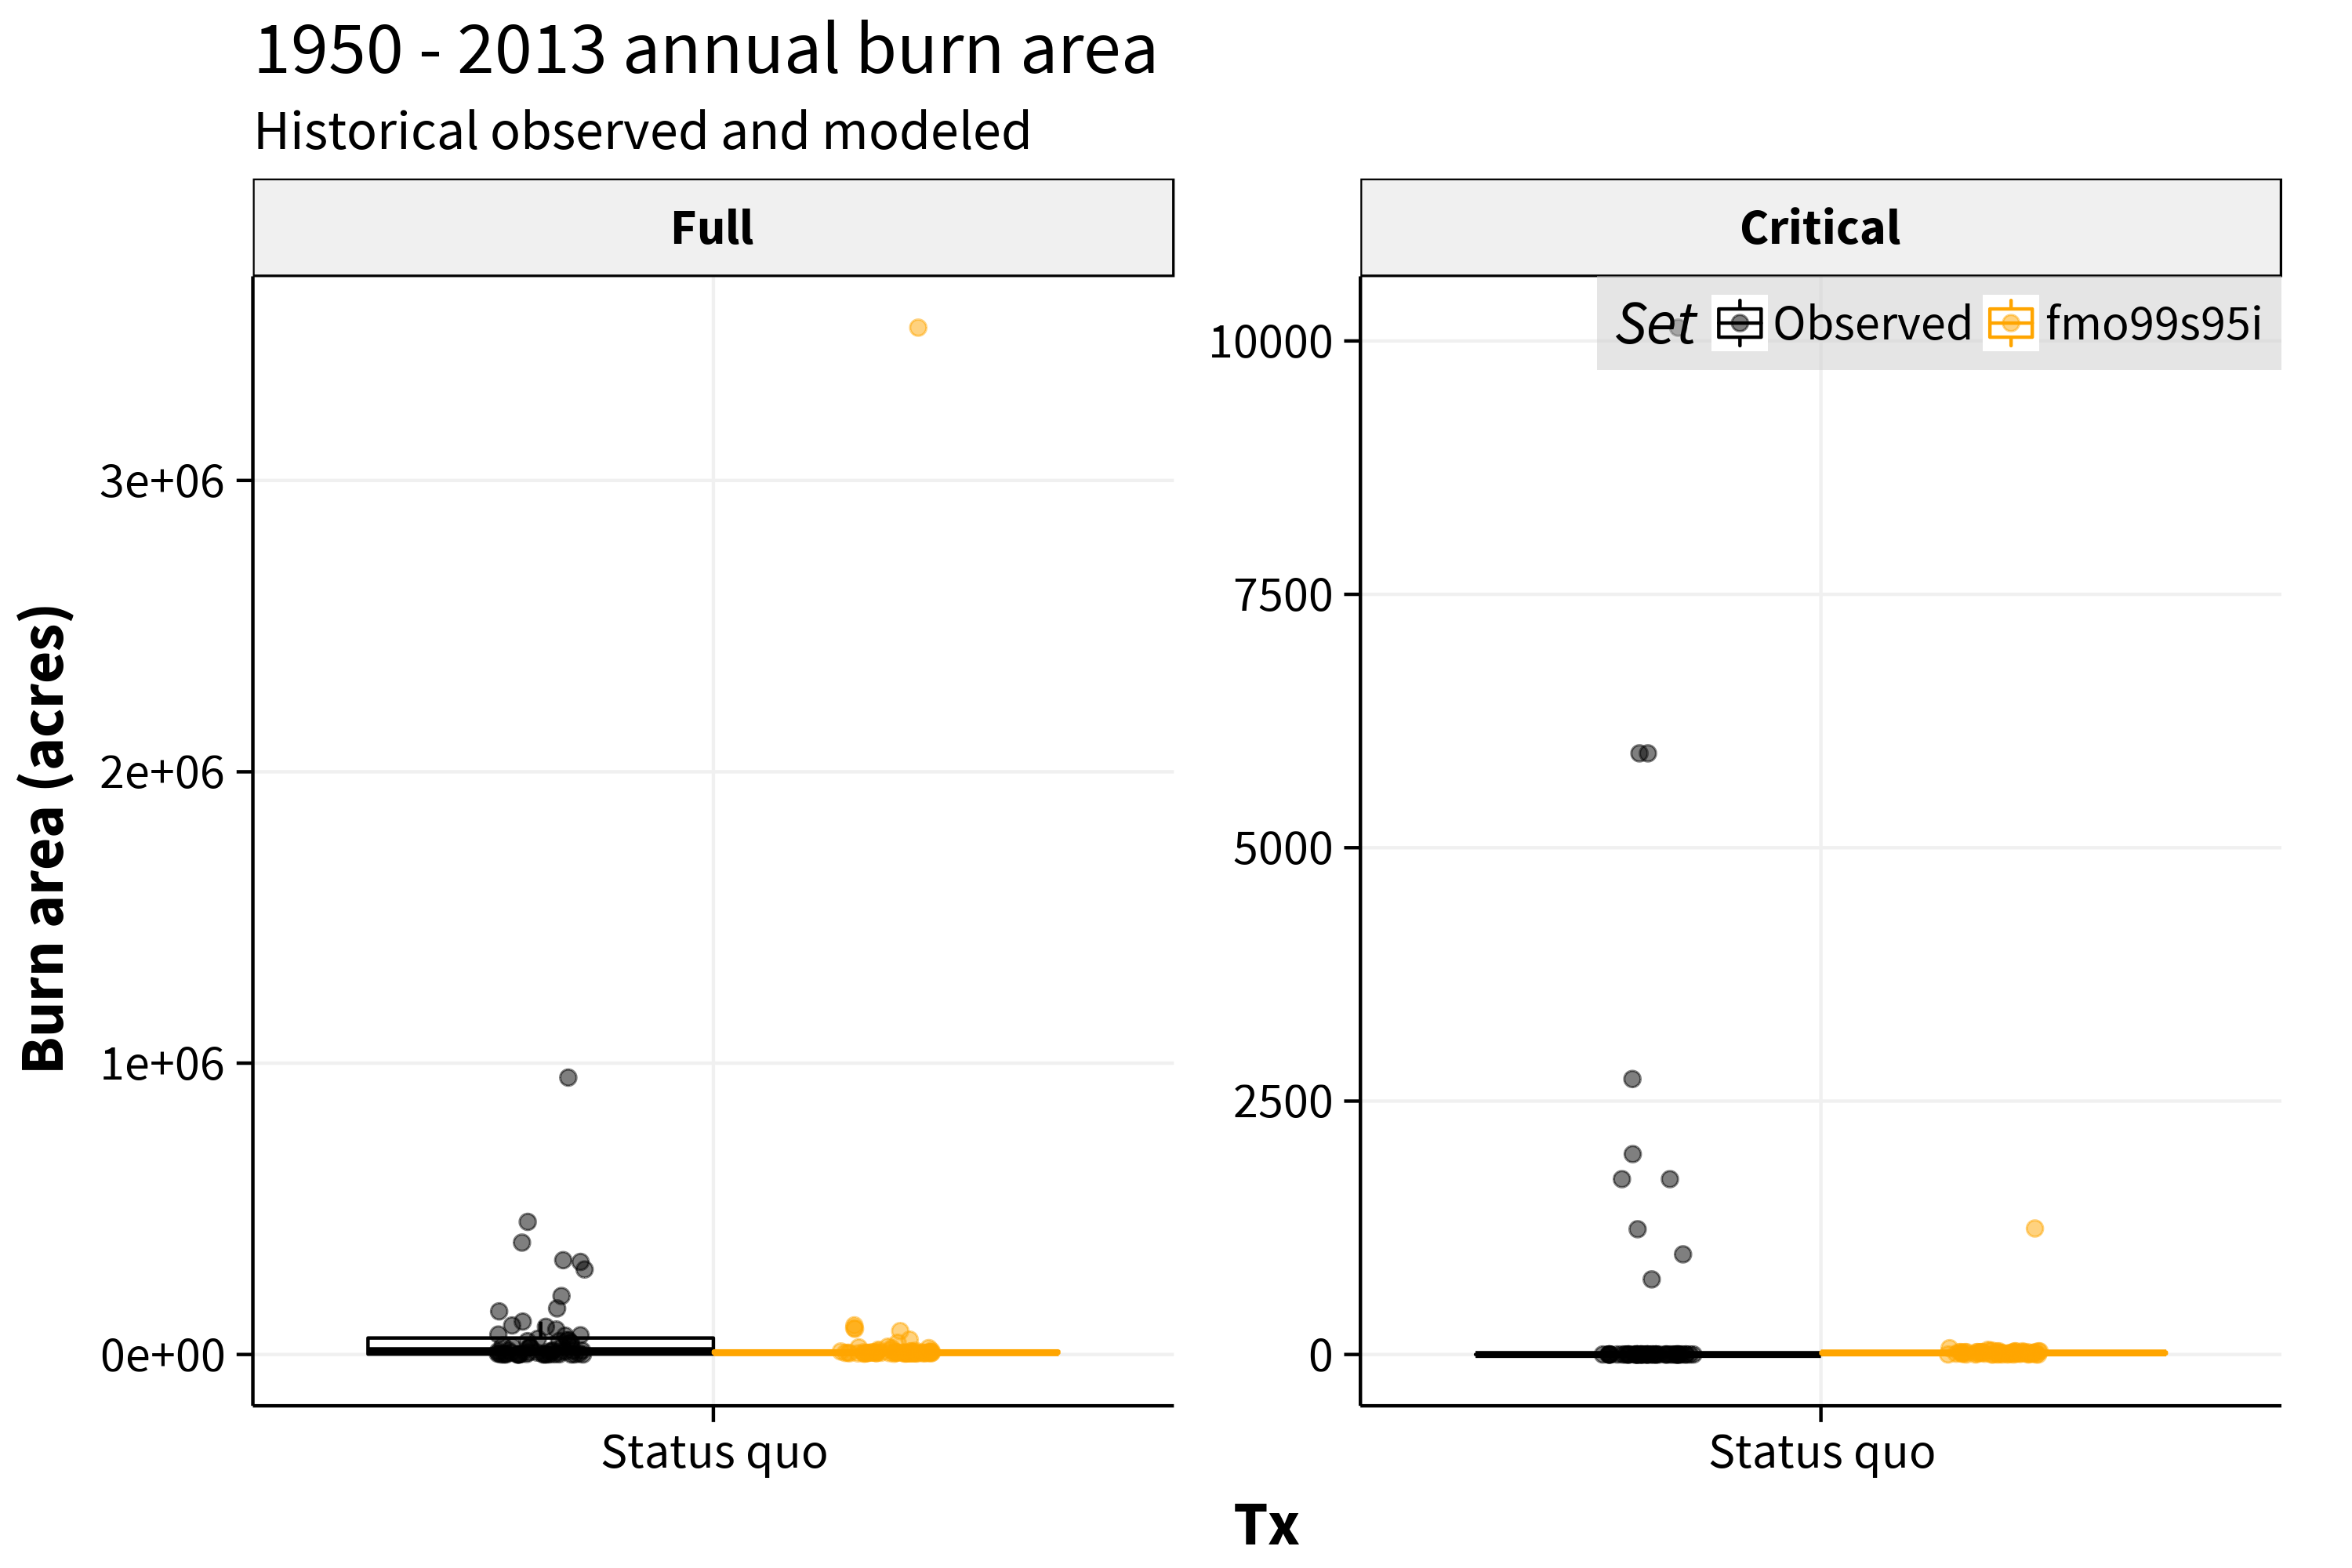 1950 - 2013 annual burn area
Historical observed and modeled
Full
Critical
Set Observed fmo99s95i
Burn area (acres)
3e+06
2e+06
1e+06
0e+00
10000
7500
5000
2500
0
Status quo
Status quo
Tx